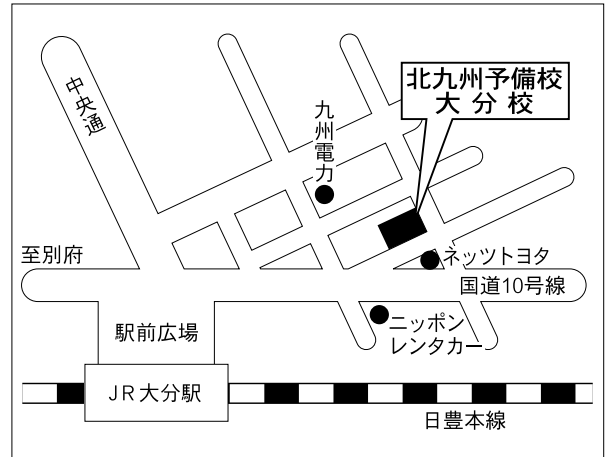 北九州予備校
大分校
中央通
九州電力
至別府
ネッツトヨタ
国道10号線
駅前広場
ニッポン
レンタカー
JR大分駅
日豊本線